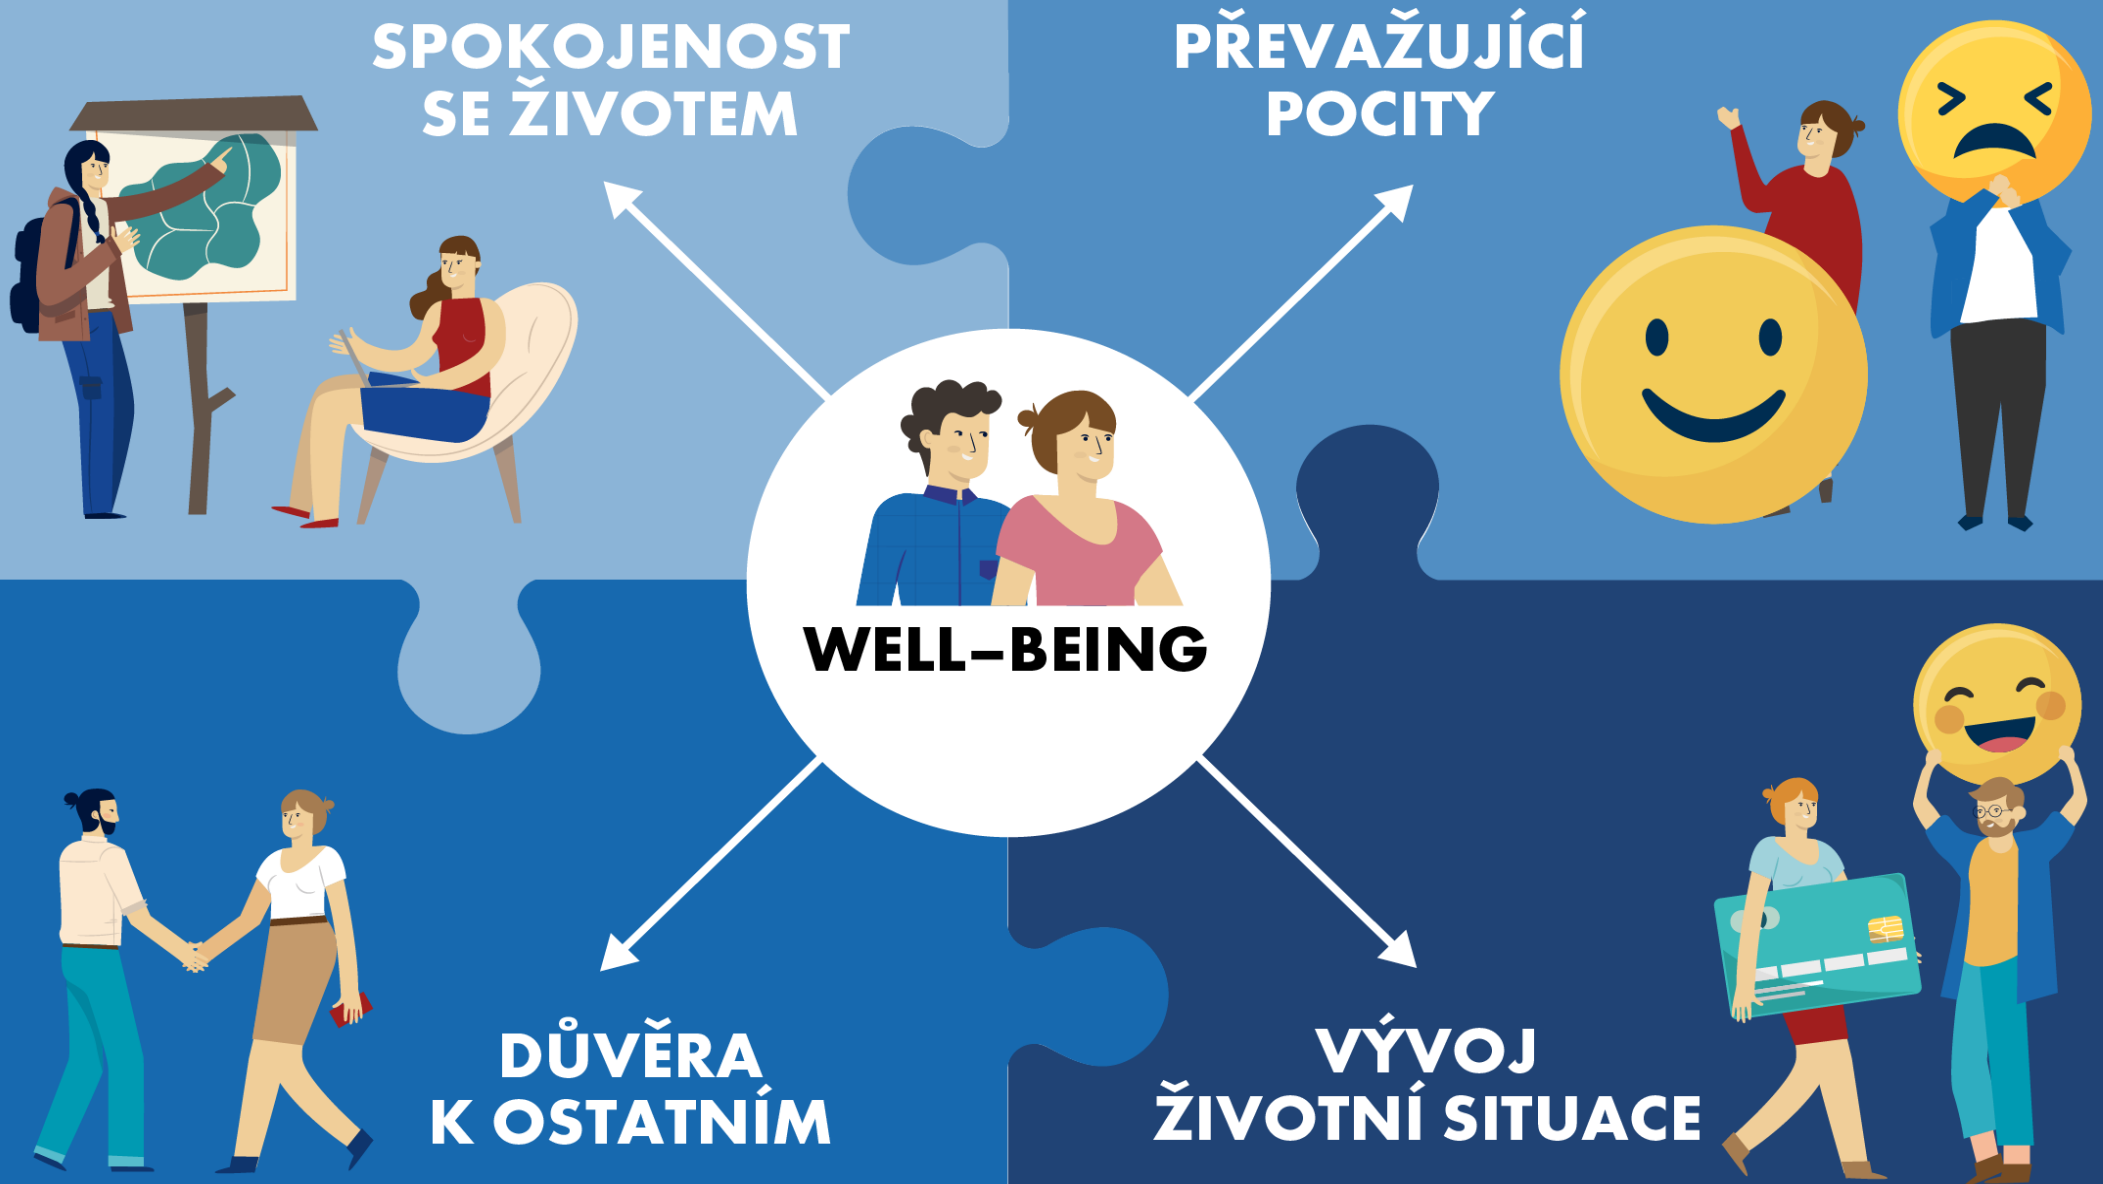 SPOKOJENOST
SE ŽIVOTEM
PŘEVAŽUJÍCÍ
POCITY
WELL–BEING
DŮVĚRA
K OSTATNÍM
VÝVOJ
ŽIVOTNÍ SITUACE